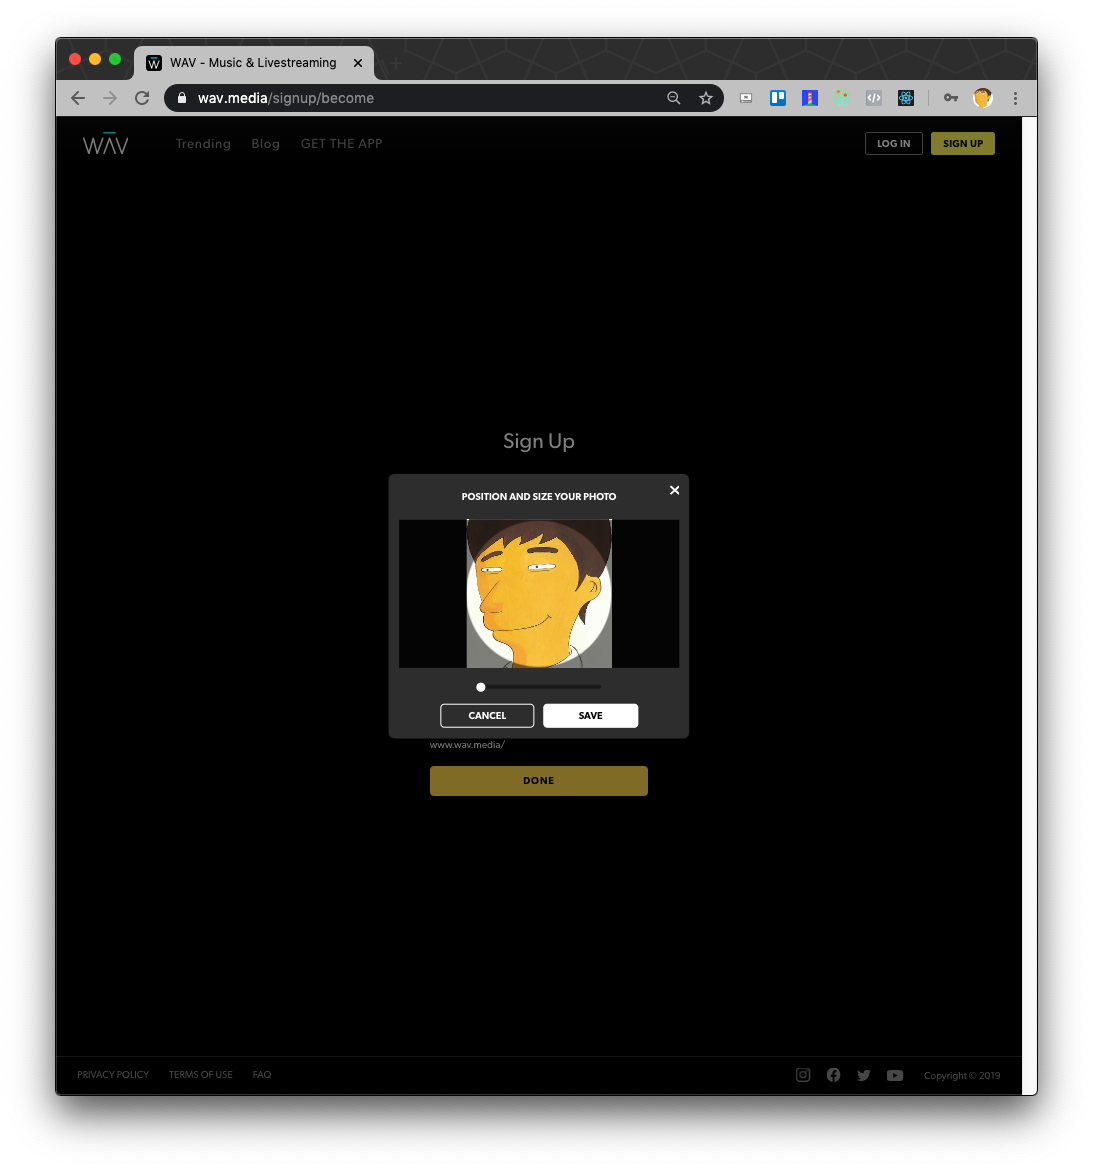 WAV - Music & Livestreaming
wav.media/signup/become
WAV
Trending
Blog
GET THE APP
LOG IN
SIGN UP
Sign Up
POSITION AND SIZE YOUR PHOTO
CANCEL
SAVE
www.wav.media/
DONE
PRIVACY POLICY
TERMS OF USE
FAQ
Copyright © 2019